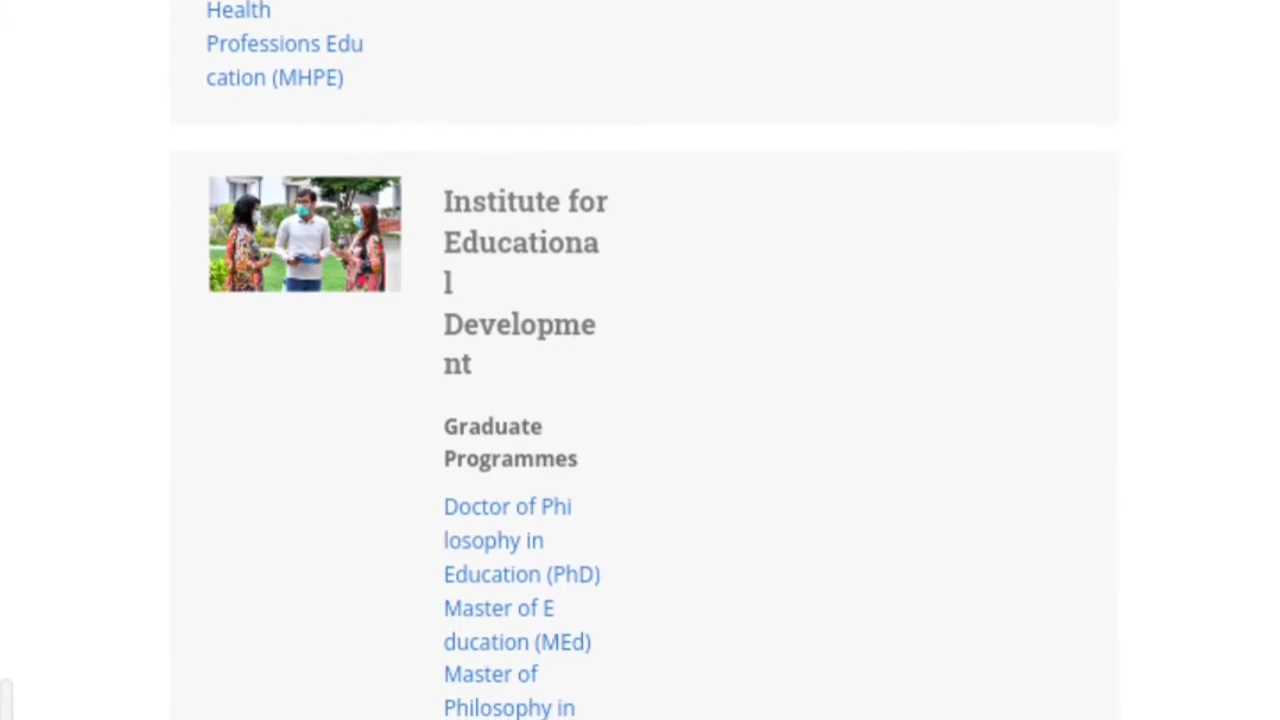 Health
Professions Edu
cation (MHPE)
Institute for
Educationa
l
Developme
nt
Graduate
Programmes
Doctor of Phi
losophy in
Education (PhD)
Master of E
ducation (MEd)
Master of
Philosophy in